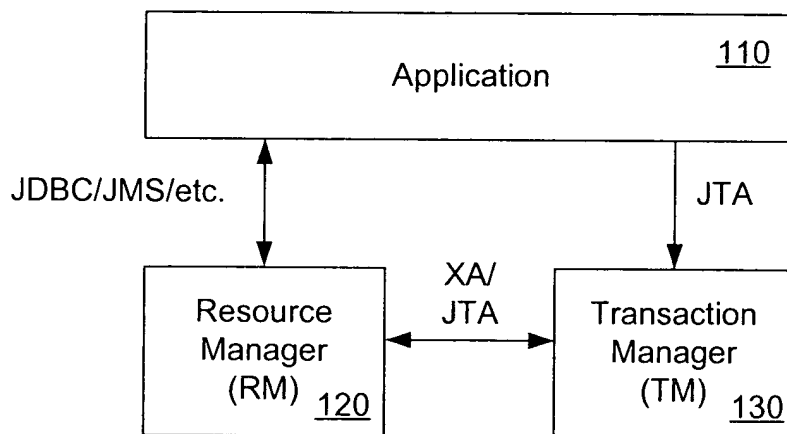 Application
110
JDBC/JMS/etc.
JTA
XA/
JTA
Resource
Manager
(RM)
120
Transaction
Manager
(TM)
130